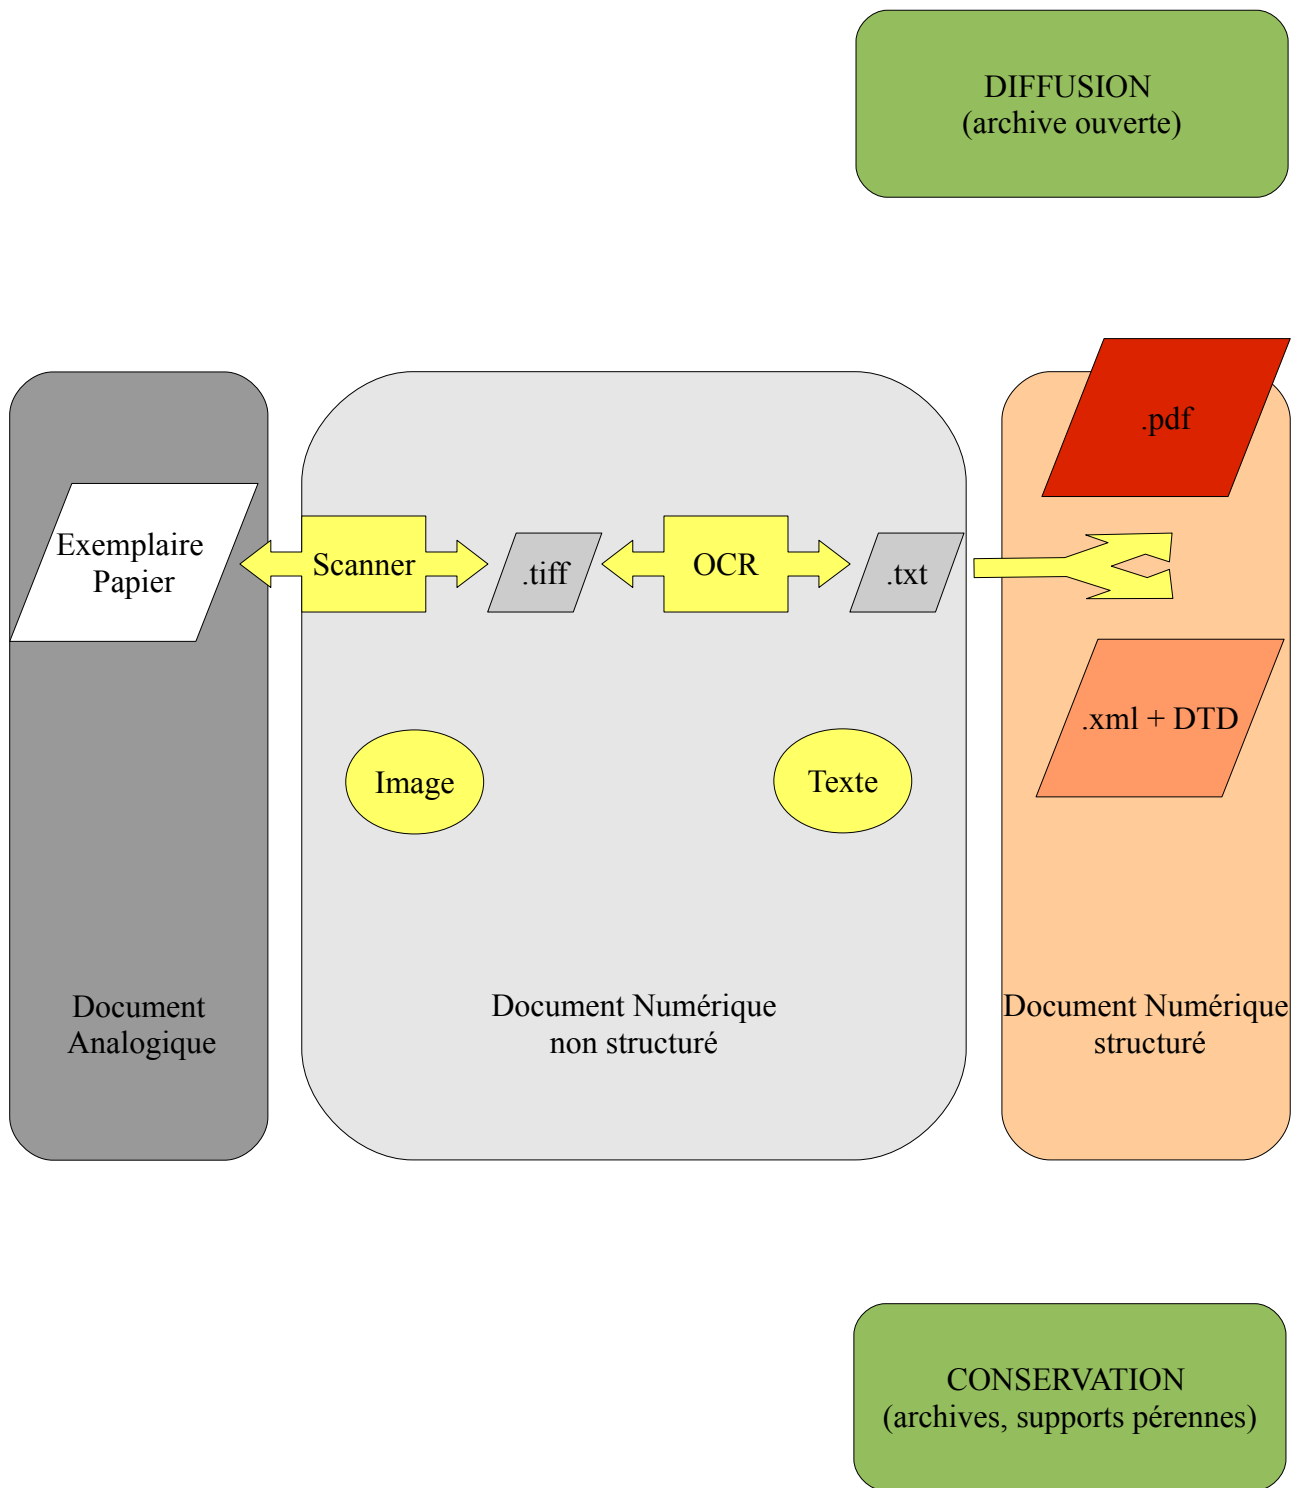 DIFFUSION
(archive ouverte)
.pdf
Exemplaire
Papier
Scanner
.tiff
OCR
.txt
.xml + DTD
Image
Texte
Document
Analogique
Document Numérique
non structuré
Document Numérique
structuré
CONSERVATION
(archives, supports pérennes)